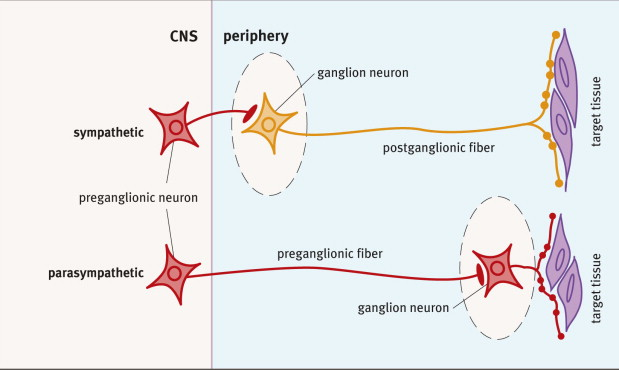 CNS
periphery
ganglion neuron
sympathetic
postganglionic fiber
target tissue
preganglionic neuron
preganglionic fiber
parasympathetic
ganglion neuron
target tissue